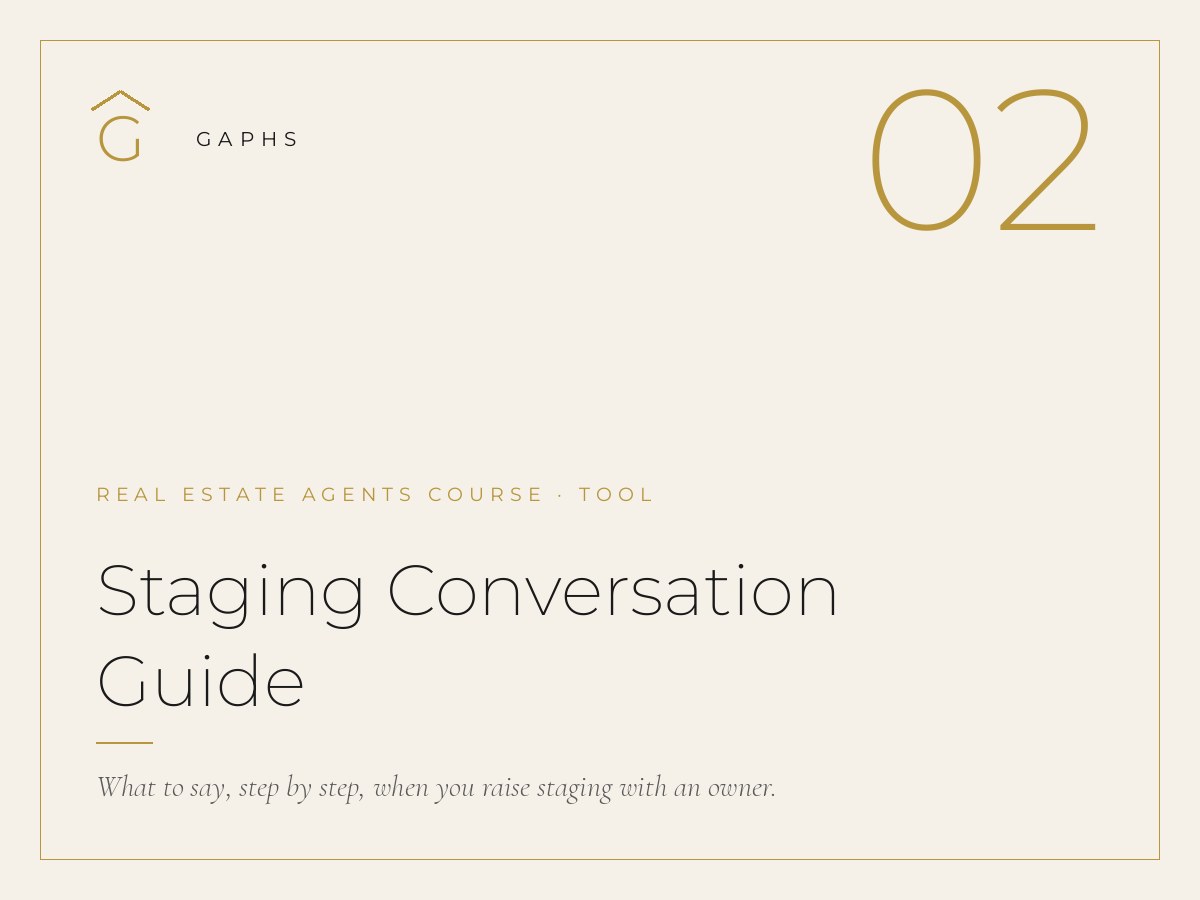 G
GAPHS
02
REAL ESTATE AGENTS COURSE · TOOL
Staging Conversation
Guide
What to say, step by step, when you raise staging with an owner.